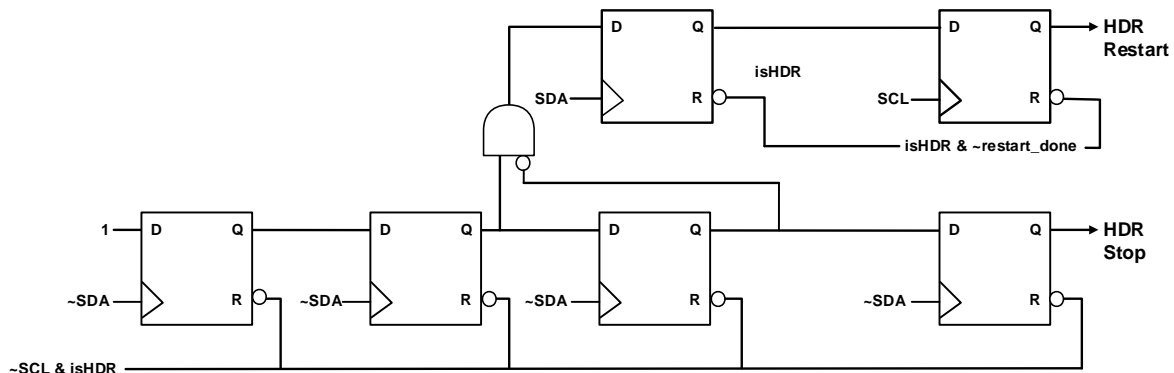 D Q D Q HDR
Restart
isHDR
SDA R SCL R
isHDR & ~restart_done
1 D Q D Q D Q D Q HDR
Stop
~SDA R ~SDA R ~SDA R ~SDA R
~SCL & isHDR